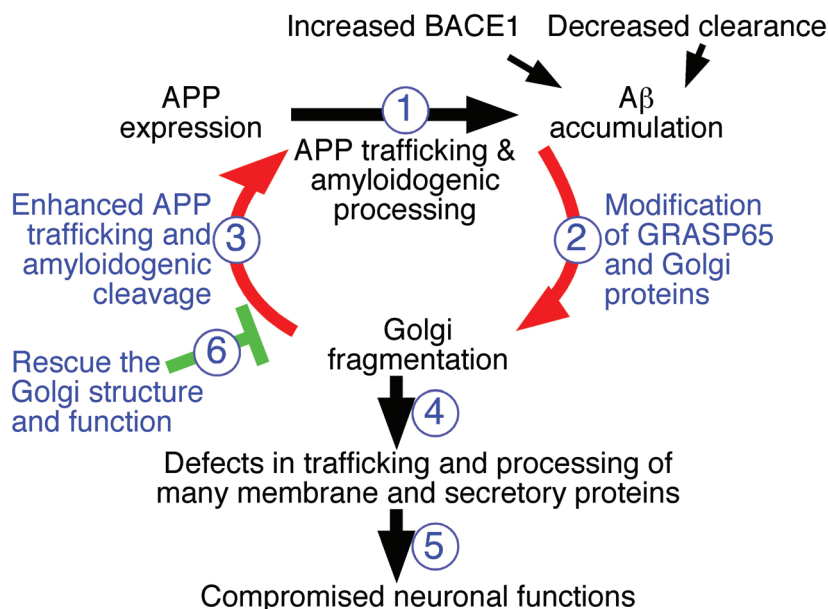 Increased BACE1 Decreased clearance
APP
expression
1
Aβ
accumulation
APP trafficking &
amyloidogenic
processing
Enhanced APP
trafficking and
amyloidogenic
cleavage
3
2
Modification
of GRASP65
and Golgi
proteins
Golgi
fragmentation
Rescue the
Golgi structure
and function
6
4
Defects in trafficking and processing of
many membrane and secretory proteins
5
Compromised neuronal functions